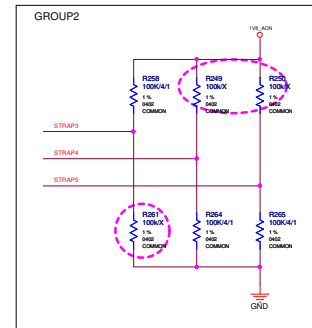 GROUP2
1V8_AON
R258
100K/4/1
1 %
0402
COMMON
R249
100k/X
1 %
0402
COMMON
R250
100k/X
1 %
0402
COMMON
STRAP3
STRAP4
STRAP5
R261
100k/X
1 %
0402
COMMON
R264
100K/4/1
1 %
0402
COMMON
R265
100K/4/1
1 %
0402
COMMON
GND